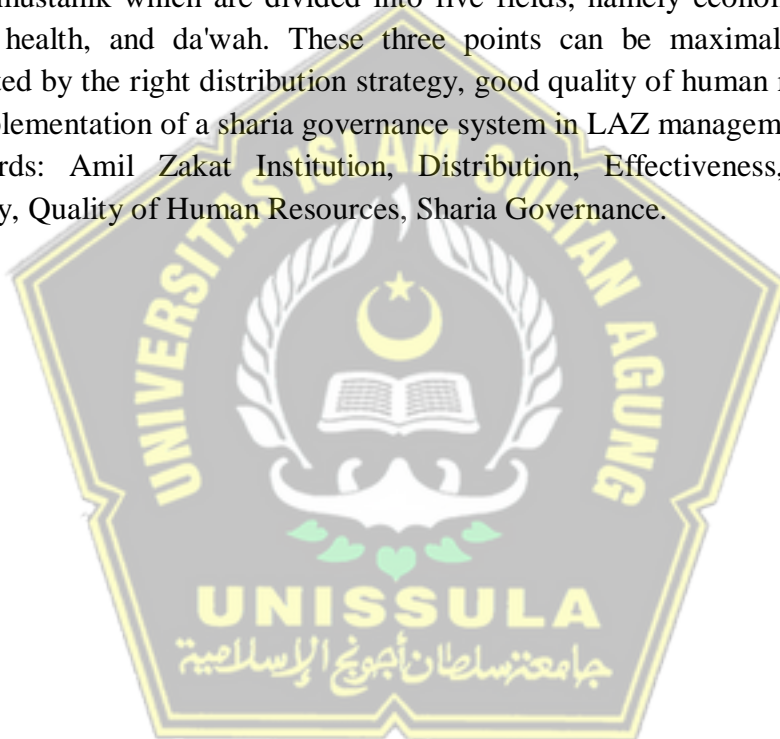 mustahik which are divided into five fields, namely econo
health, and da'wah. These three points can be maximal
ted by the right distribution strategy, good quality of human
plementation of a sharia governance system in LAZ managem
rds: Amil Zakat Institution, Distribution, Effectiveness,
y, Quality of Human Resources, Sharia Governance.
UNIVERSITAS ISLAM SULTAN AGUNG
UNISSULA
جامعة سلطان أجونج الإسلامية